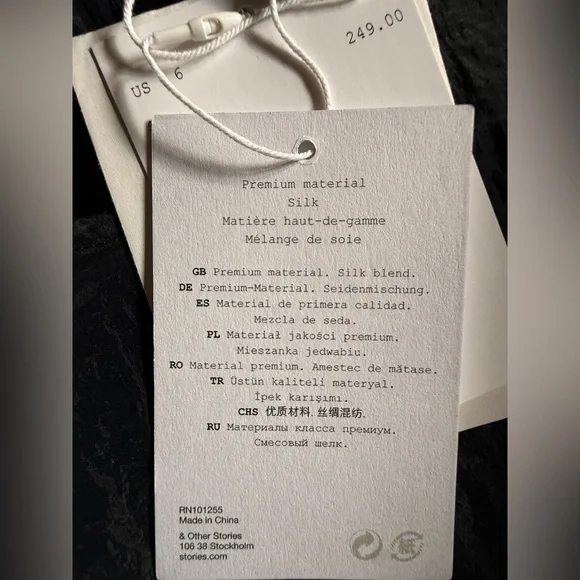 US 6
249.00
Premium material
Silk
Matière haut-de-gamme
Mélange de soie
GB Premium material. Silk blend.
DE Premium-Material. Seidenmischung.
ES Material de primera calidad.
Mezcla de seda.
PL Materiał jakości premium.
Mieszanka jedwabiu.
RO Material premium. Amestec de mătase.
TR Üstün kaliteli materyal.
İpek karışımı.
CHS 优质材料. 丝绸混纺.
RU Материалы класса премиум.
Смесовый шелк.
RN101255
Made in China
& Other Stories
106 38 Stockholm
stories.com
紙